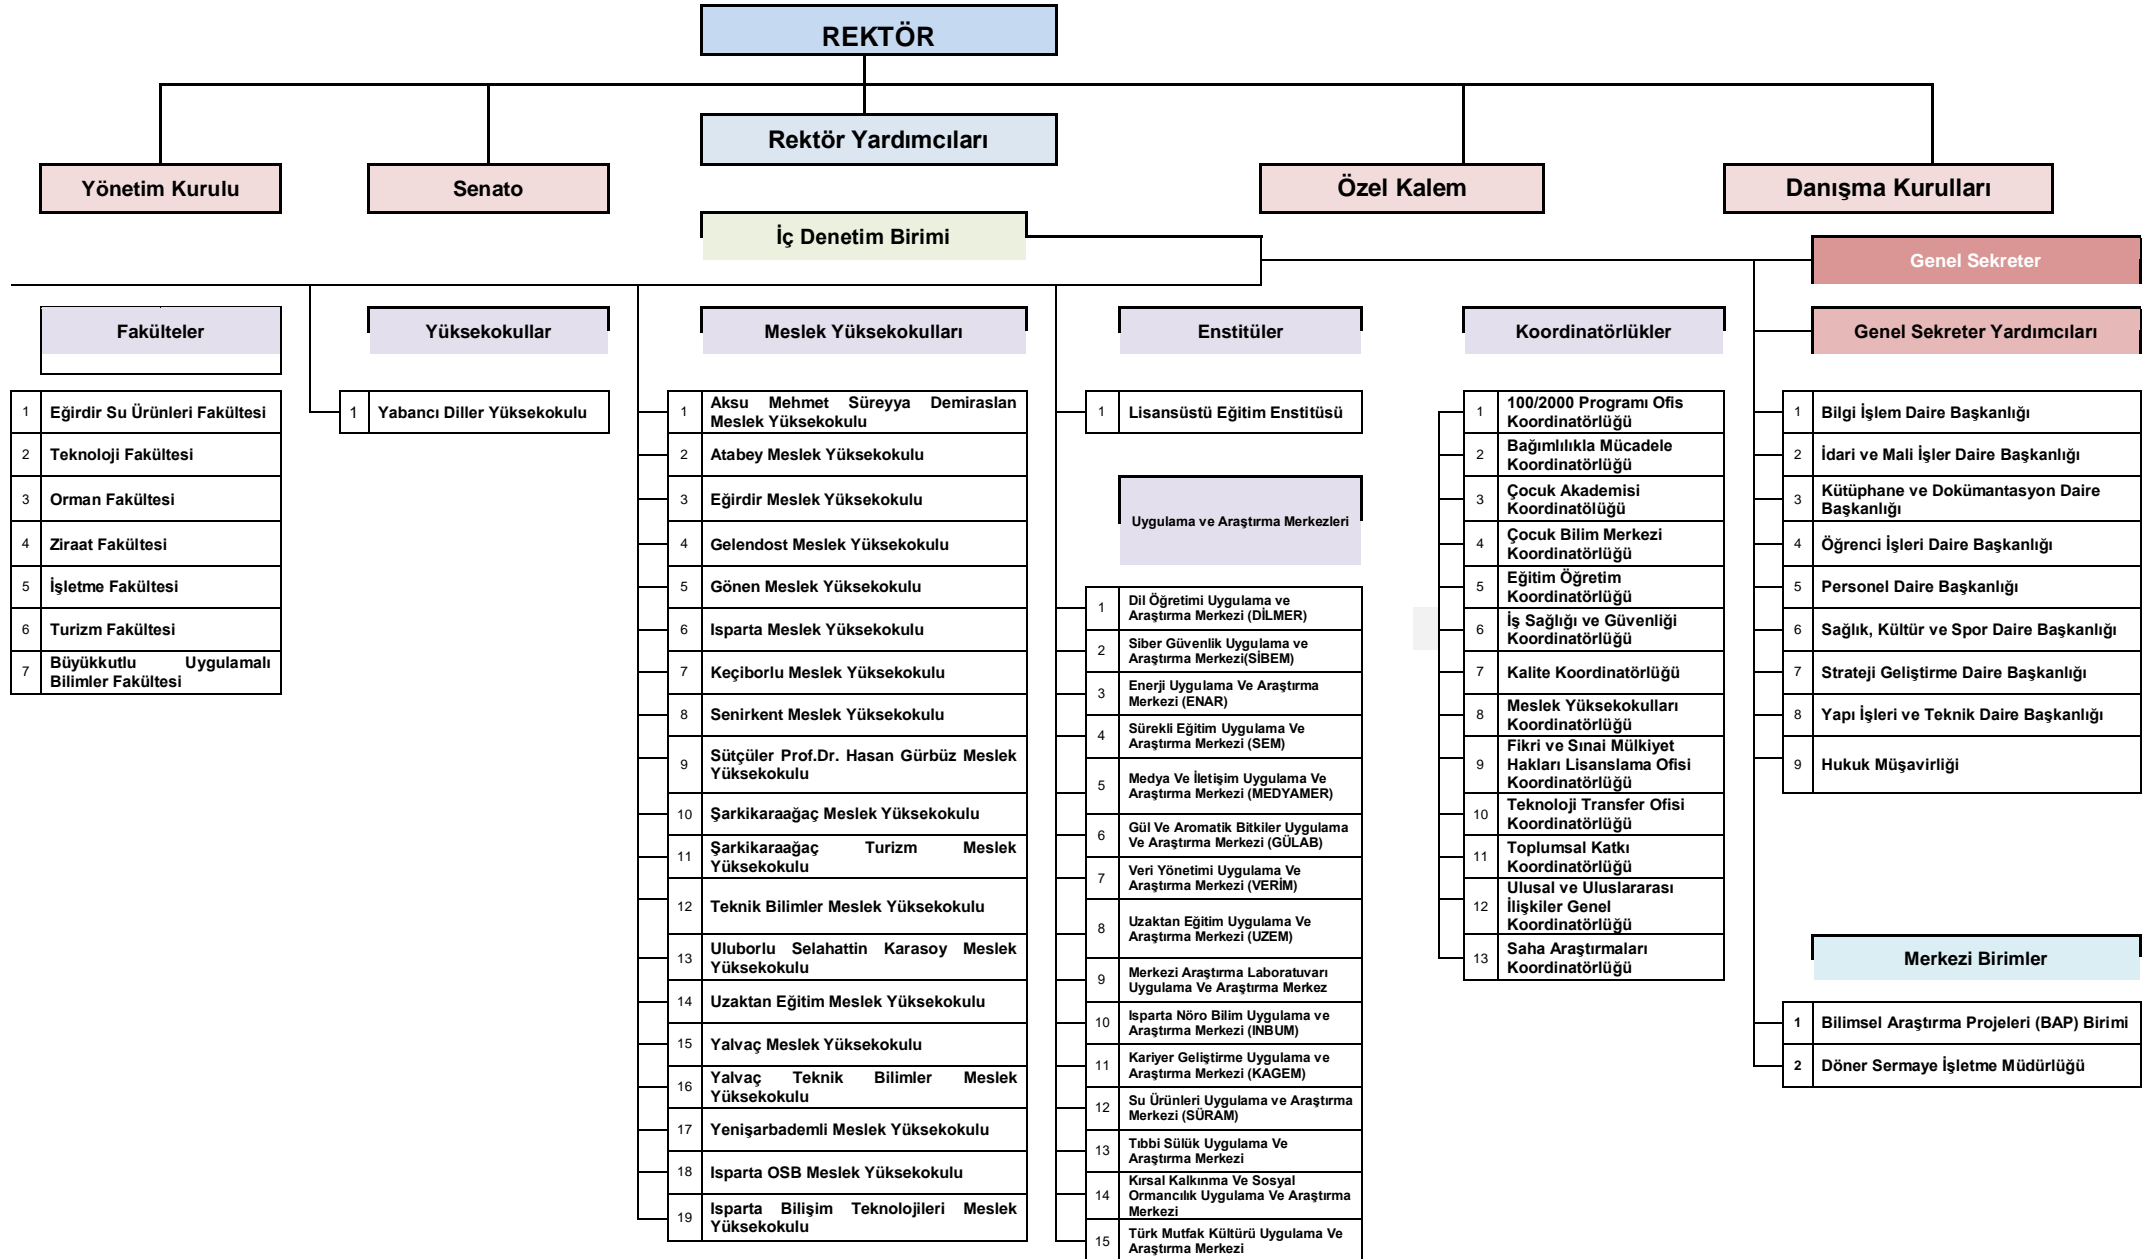 REKTÖR
Rektör Yardımcıları
Yönetim Kurulu
Senato
Özel Kalem
Danışma Kurulları
İç Denetim Birimi
Genel Sekreter
Fakülteler
1 Eğirdir Su Ürünleri Fakültesi
2 Teknoloji Fakültesi
3 Orman Fakültesi
4 Ziraat Fakültesi
5 İşletme Fakültesi
6 Turizm Fakültesi
7 Büyükkutlu Uygulamalı
Bilimler Fakültesi
Yüksekokullar
1 Yabancı Diller Yüksekokulu
Meslek Yüksekokulları
1 Aksu Mehmet Süreyya Demiraslan
Meslek Yüksekokulu
2 Atabey Meslek Yüksekokulu
3 Eğirdir Meslek Yüksekokulu
4 Gelendost Meslek Yüksekokulu
5 Gönen Meslek Yüksekokulu
6 Isparta Meslek Yüksekokulu
7 Keçiborlu Meslek Yüksekokulu
8 Senirkent Meslek Yüksekokulu
9 Sütçüler Prof.Dr. Hasan Gürbüz Meslek
Yüksekokulu
10 Şarkikaraağaç Meslek Yüksekokulu
11 Şarkikaraağaç Turizm Meslek
Yüksekokulu
12 Teknik Bilimler Meslek Yüksekokulu
13 Uluborlu Selahattin Karasoy Meslek
Yüksekokulu
14 Uzaktan Eğitim Meslek Yüksekokulu
15 Yalvaç Meslek Yüksekokulu
16 Yalvaç Teknik Bilimler Meslek
Yüksekokulu
17 Yenişarbademli Meslek Yüksekokulu
18 Isparta OSB Meslek Yüksekokulu
19 Isparta Bilişim Teknolojileri Meslek
Yüksekokulu
Enstitüler
1 Lisansüstü Eğitim Enstitüsü
Uygulama ve Araştırma Merkezleri
1 Dil Öğretimi Uygulama ve
Araştırma Merkezi (DİLMER)
2 Siber Güvenlik Uygulama ve
Araştırma Merkezi(SİBEM)
3 Enerji Uygulama Ve Araştırma
Merkezi (ENAR)
4 Sürekli Eğitim Uygulama Ve
Araştırma Merkezi (SEM)
5 Medya Ve İletişim Uygulama Ve
Araştırma Merkezi (MEDYAMER)
6 Gül Ve Aromatik Bitkiler Uygulama
Ve Araştırma Merkezi (GÜLAB)
7 Veri Yönetimi Uygulama Ve
Araştırma Merkezi (VERİM)
8 Uzaktan Eğitim Uygulama Ve
Araştırma Merkezi (UZEM)
9 Merkezi Araştırma Laboratuvarı
Uygulama Ve Araştırma Merkez
10 Isparta Nöro Bilim Uygulama ve
Araştırma Merkezi (INBUM)
11 Kariyer Geliştirme Uygulama ve
Araştırma Merkezi (KAGEM)
12 Su Ürünleri Uygulama ve Araştırma
Merkezi (SÜRAM)
13 Tıbbi Sülük Uygulama Ve
Araştırma Merkezi
14 Kırsal Kalkınma Ve Sosyal
Ormancılık Uygulama Ve Araştırma
Merkezi
15 Türk Mutfak Kültürü Uygulama Ve
Araştırma Merkezi
Koordinatörlükler
1 100/2000 Programı Ofis
Koordinatörlüğü
2 Bağımlılıkla Mücadele
Koordinatörlüğü
3 Çocuk Akademisi
Koordinatölüğü
4 Çocuk Bilim Merkezi
Koordinatörlüğü
5 Eğitim Öğretim
Koordinatörlüğü
6 İş Sağlığı ve Güvenliği
Koordinatörlüğü
7 Kalite Koordinatörlüğü
8 Meslek Yüksekokulları
Koordinatörlüğü
9 Fikri ve Sınai Mülkiyet
Hakları Lisanslama Ofisi
Koordinatörlüğü
10 Teknoloji Transfer Ofisi
Koordinatörlüğü
11 Toplumsal Katkı
Koordinatörlüğü
12 Ulusal ve Uluslararası
İlişkiler Genel
Koordinatörlüğü
13 Saha Araştırmaları
Koordinatörlüğü
Genel Sekreter Yardımcıları
1 Bilgi İşlem Daire Başkanlığı
2 İdari ve Mali İşler Daire Başkanlığı
3 Kütüphane ve Dokümantasyon Daire
Başkanlığı
4 Öğrenci İşleri Daire Başkanlığı
5 Personel Daire Başkanlığı
6 Sağlık, Kültür ve Spor Daire Başkanlığı
7 Strateji Geliştirme Daire Başkanlığı
8 Yapı İşleri ve Teknik Daire Başkanlığı
9 Hukuk Müşavirliği
Merkezi Birimler
1 Bilimsel Araştırma Projeleri (BAP) Birimi
2 Döner Sermaye İşletme Müdürlüğü